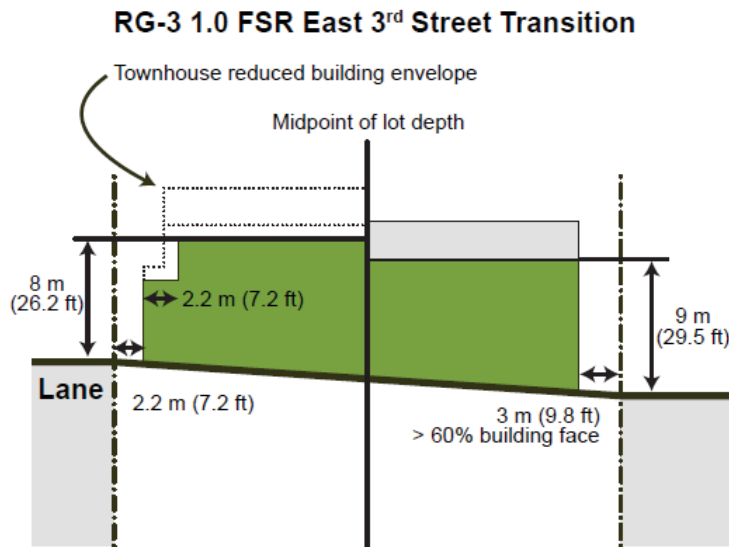 RG-3 1.0 FSR East 3rd Street Transition
Townhouse reduced building envelope
Midpoint of lot depth
8 m
(26.2 ft)
2.2 m (7.2 ft)
9 m
(29.5 ft)
Lane
2.2 m (7.2 ft)
3 m (9.8 ft)
> 60% building face